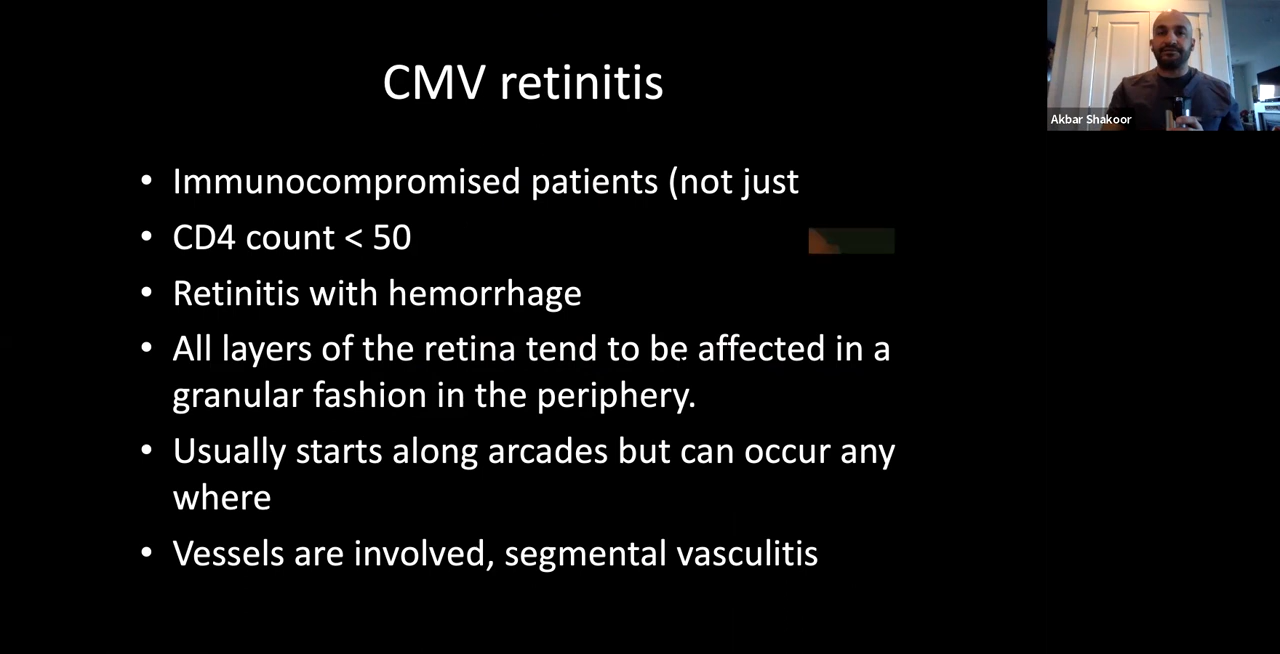 CMV retinitis
Akbar Shakoor
• Immunocompromised patients (not just
• CD4 count < 50
• Retinitis with hemorrhage
• All layers of the retina tend to be affected in a
granular fashion in the periphery.
• Usually starts along arcades but can occur any
where
• Vessels are involved, segmental vasculitis